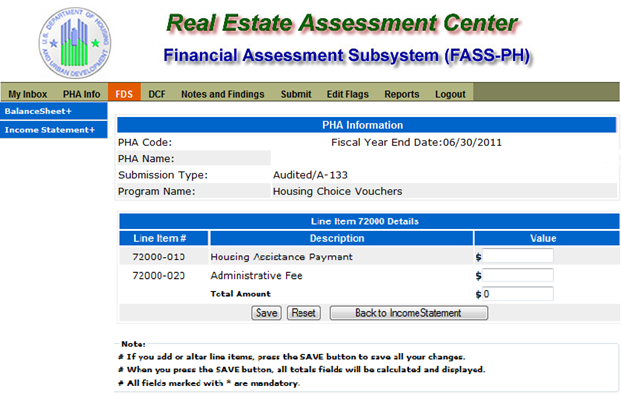 U.S. DEPARTMENT OF HOUSING
AND URBAN DEVELOPMENT
Real Estate Assessment Center
Financial Assessment Subsystem (FASS-PH)
My Inbox PHA Info FDS DCF Notes and Findings Submit Edit Flags Reports Logout
BalanceSheet+
Income Statement+
PHA Information
PHA Code: Fiscal Year End Date:06/30/2011
PHA Name:
Submission Type: Audited/A-133
Program Name: Housing Choice Vouchers
Line Item 72000 Details
Line Item # Description Value
72000-010 Housing Assistance Payment $
72000-020 Administrative Fee $
Total Amount $ 0
Save Reset Back to IncomeStatement
Note:
# If you add or alter line items, press the SAVE button to save all your changes.
# When you press the SAVE button, all totals fields will be calculated and displayed.
# All fields marked with * are mandatory.